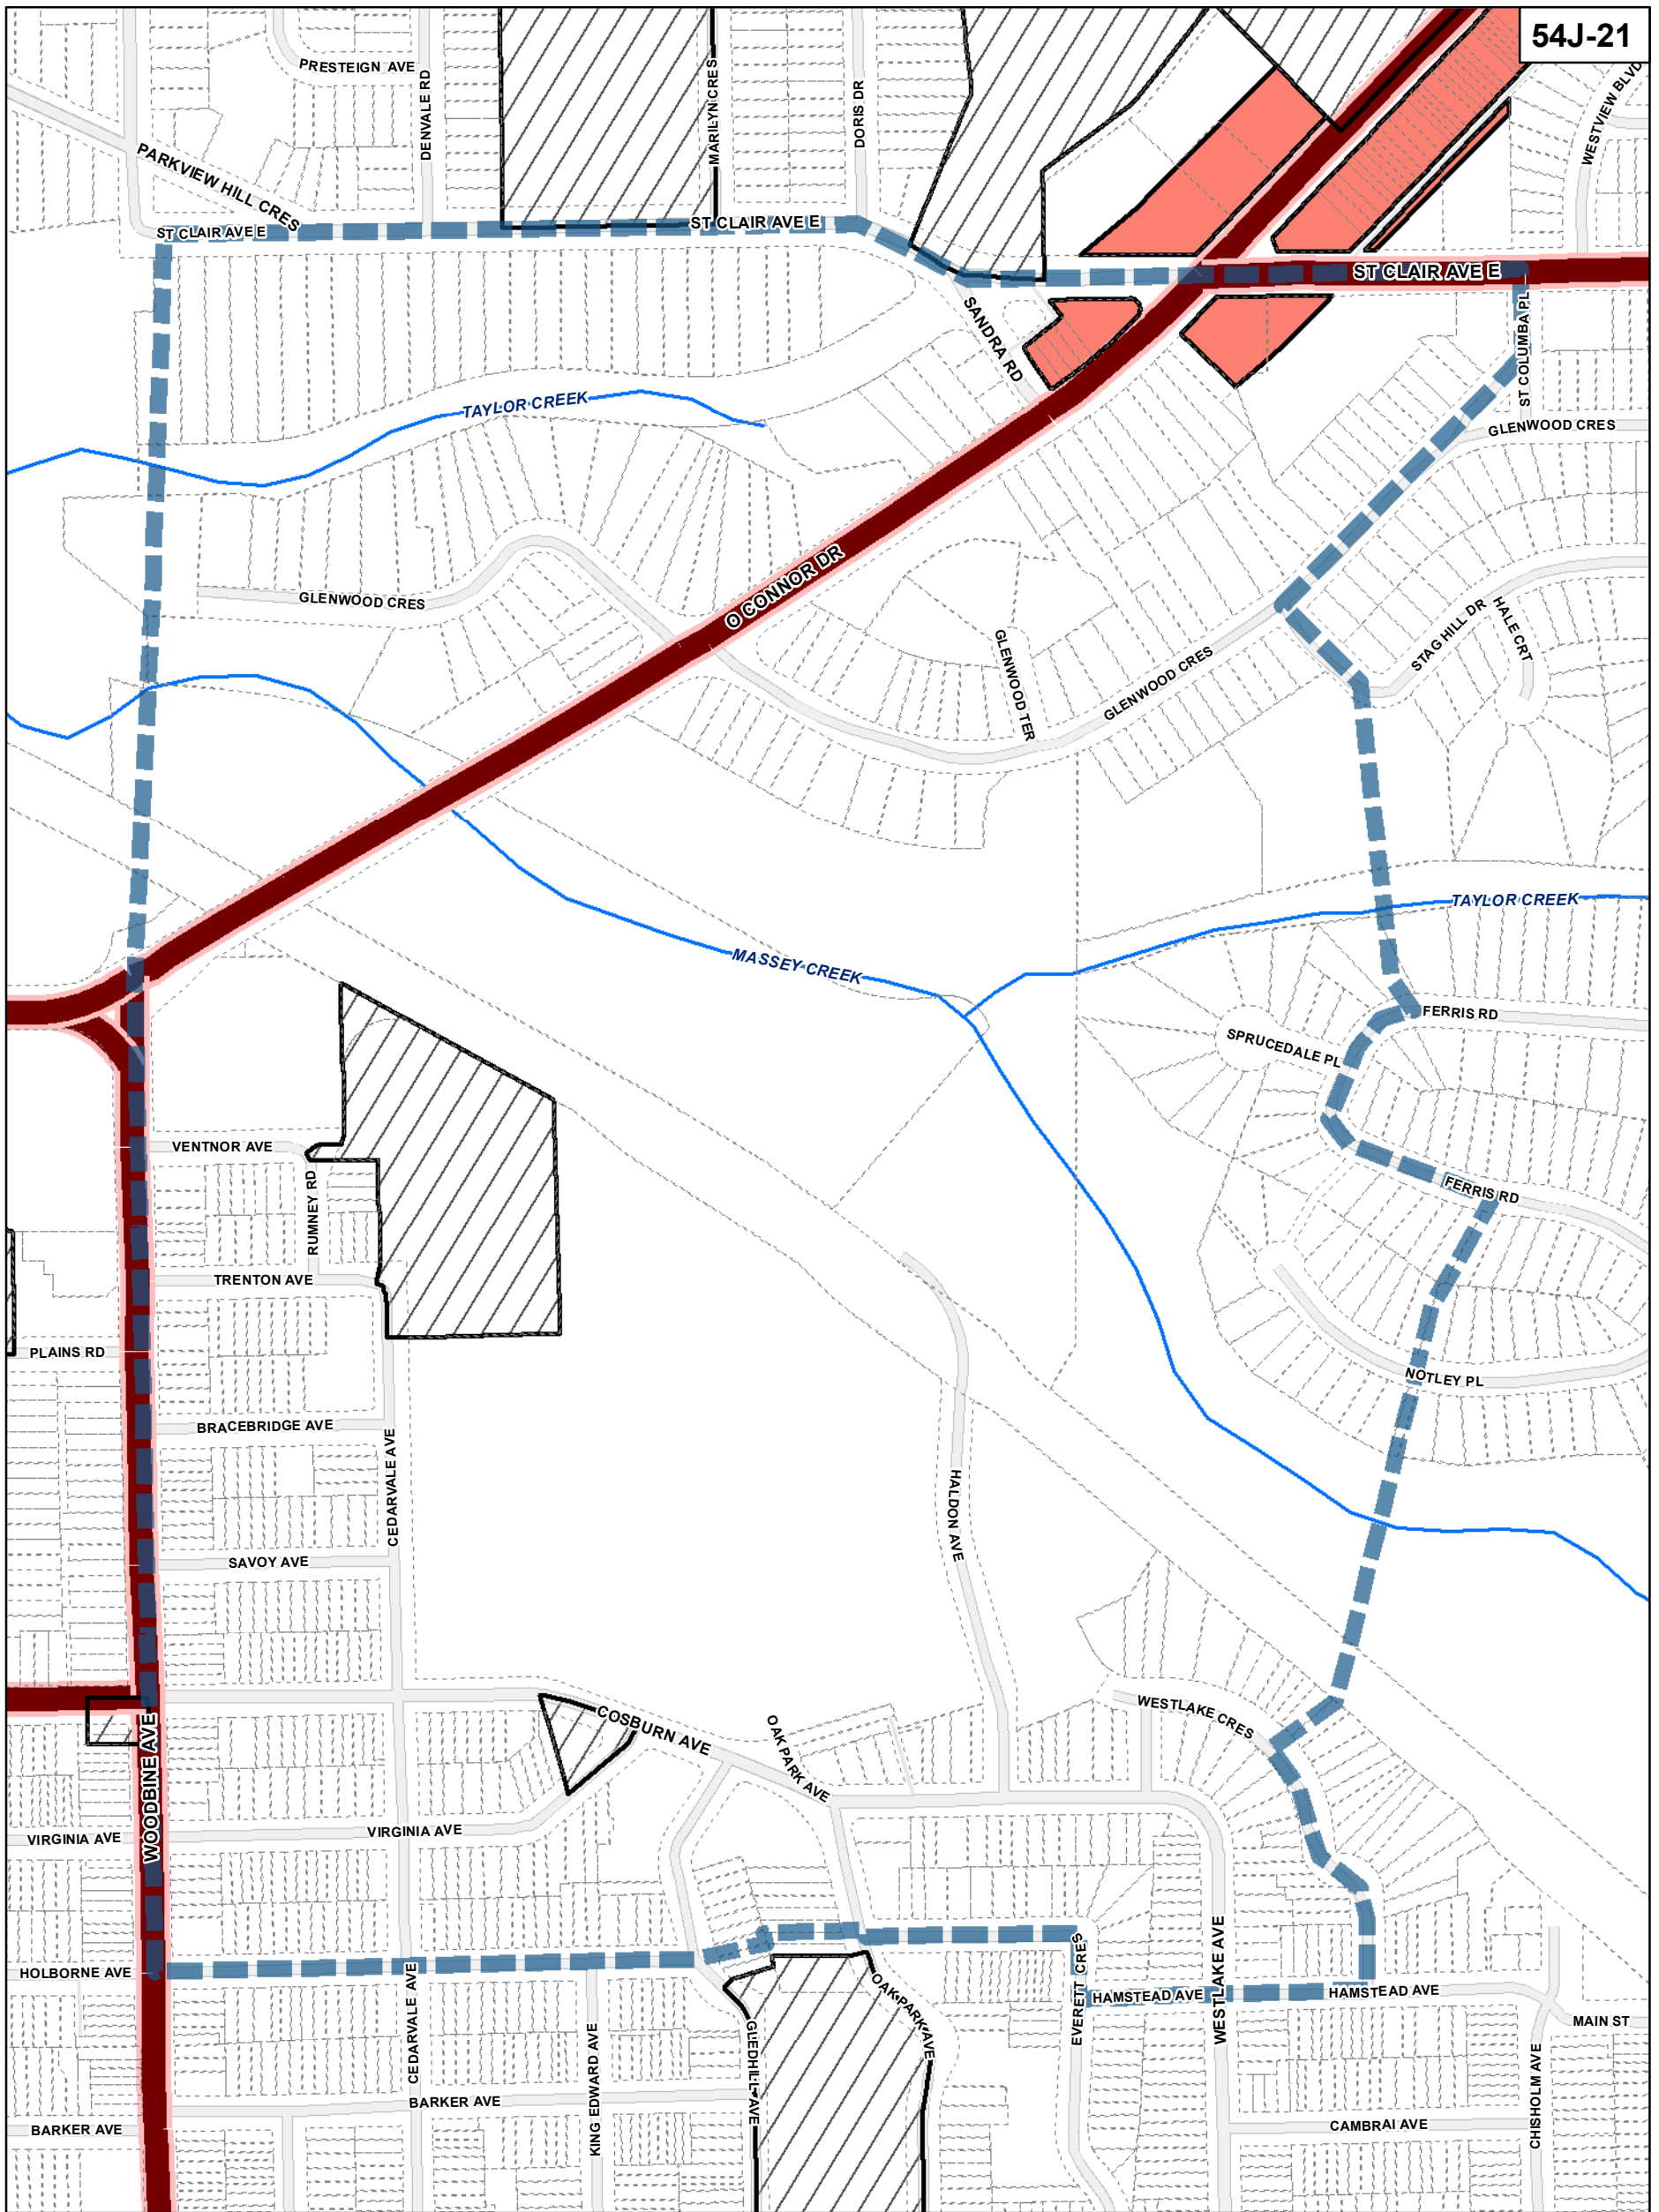 54J-21
PRESTEIGN AVE
DENVALE RD
MARILYN CRES
DORIS DR
WESTVIEW BLVD
PARKVIEW HILL CRES
ST CLAIR AVE E
ST CLAIR AVE E
ST CLAIR AVE E
SANDRA RD
ST COLUMBA PL
TAYLOR CREEK
GLENWOOD CRES
O CONNOR DR
GLENWOOD CRES
STAG HILL DR
HALE CRT
GLENWOOD TER
GLENWOOD CRES
TAYLOR CREEK
MASSEY CREEK
FERRIS RD
SPRUCEDALE PL
VENTNOR AVE
RUMNEY RD
FERRIS RD
TRENTON AVE
PLAINS RD
NOTLEY PL
BRACEBRIDGE AVE
CEDARVALE AVE
HALDON AVE
SAVOY AVE
WESTLAKE CRES
COSBURN AVE
OAK PARK AVE
WOODBINE AVE
VIRGINIA AVE
VIRGINIA AVE
HOLBORNE AVE
CEDARVALE AVE
EVERETT CRES
WESTLAKE AVE
HAMSTEAD AVE
HAMSTEAD AVE
OAK PARK AVE
MAIN ST
GLEDHILL AVE
KING EDWARD AVE
CHISHOLM AVE
BARKER AVE
BARKER AVE
CAMBRAI AVE